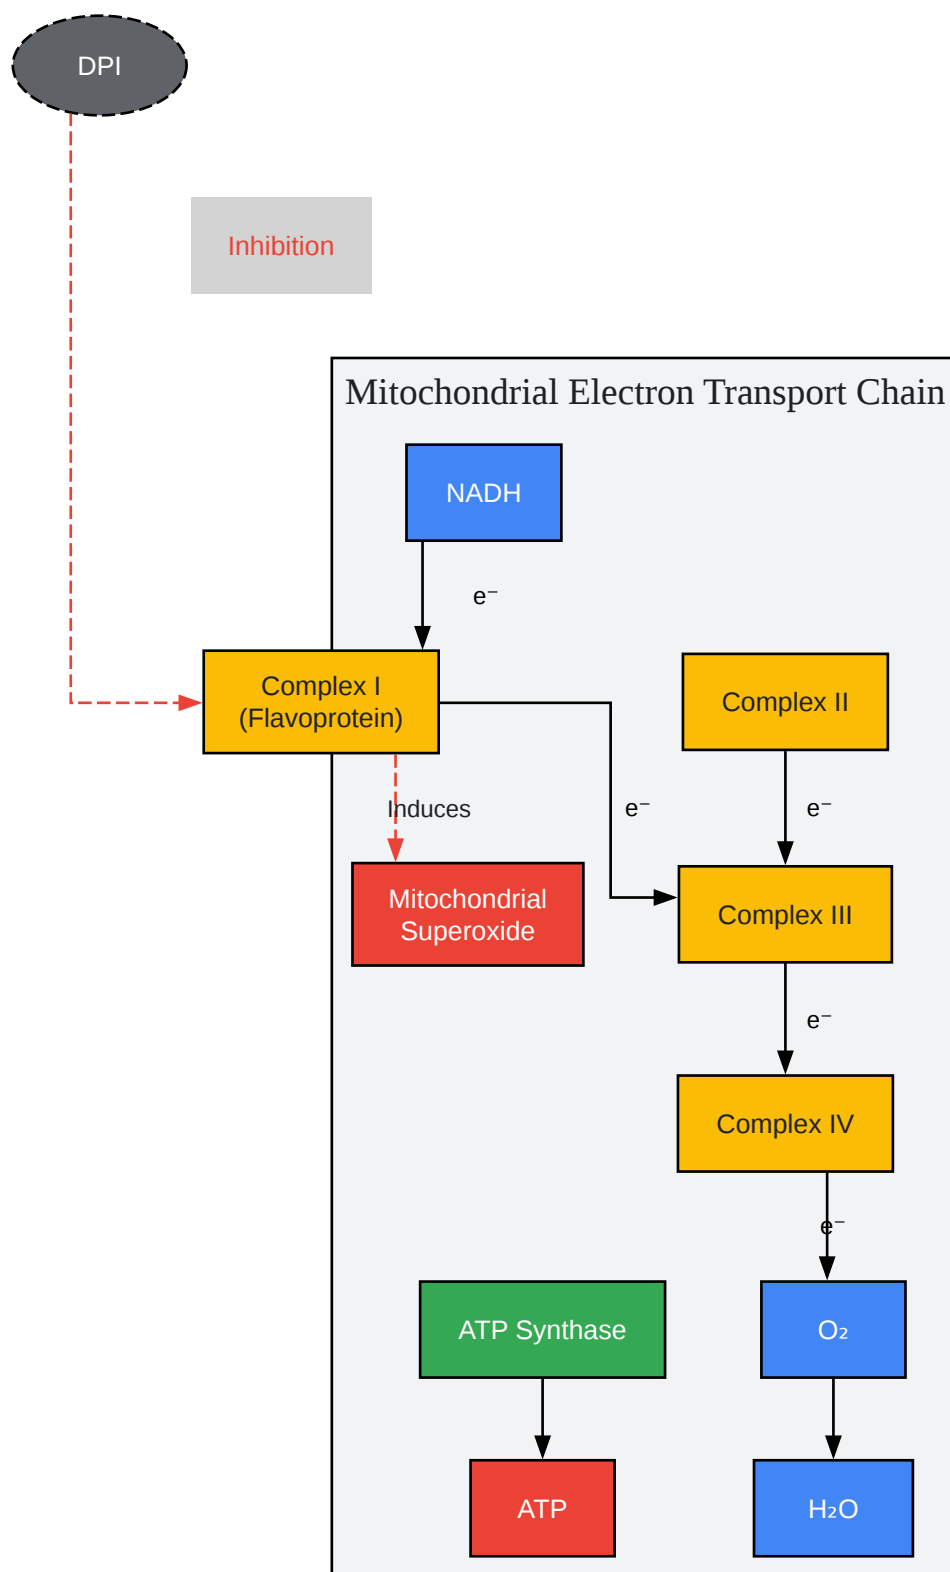 DPI
Inhibition
Mitochondrial Electron Transport Chain
NADH
e⁻
Complex I
(Flavoprotein)
Complex II
Induces
e⁻
e⁻
Mitochondrial
Superoxide
Complex III
e⁻
Complex IV
e⁻
ATP Synthase
O₂
ATP
H₂O